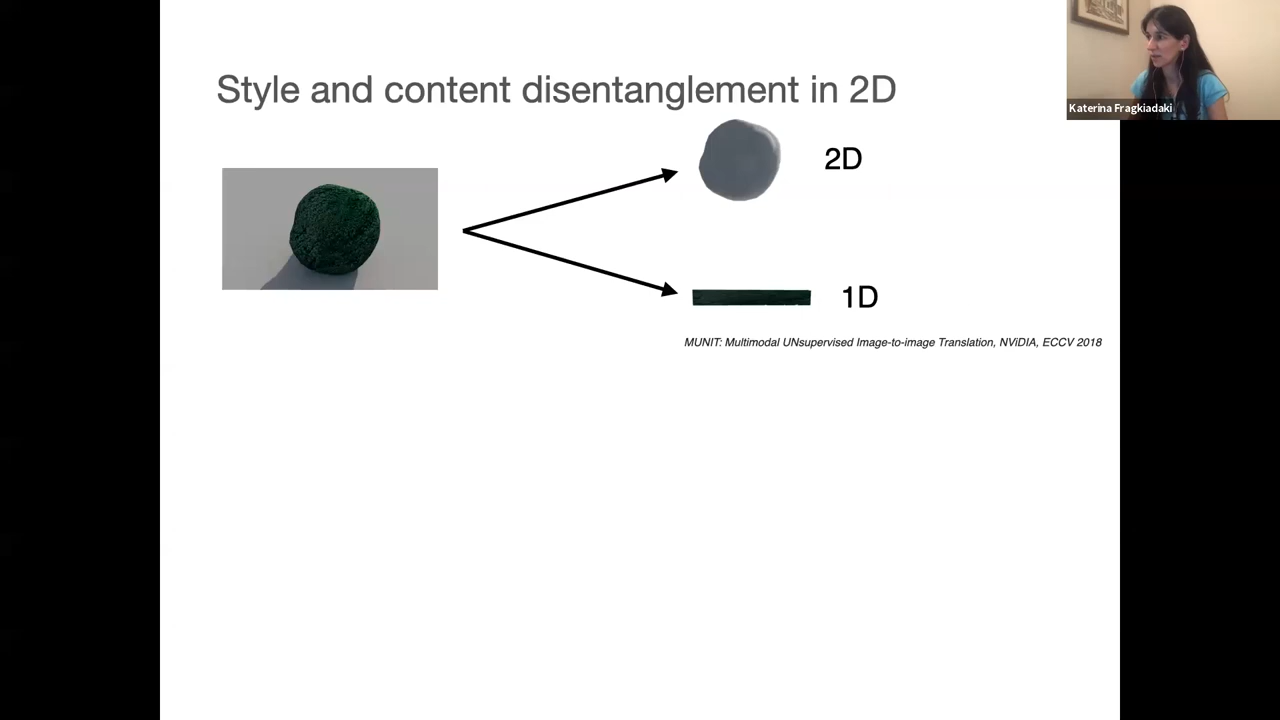 Style and content disentanglement in 2D
Katerina Fragkiadaki
2D
1D
MUNIT: Multimodal UNsupervised Image-to-image Translation, NViDIA, ECCV 2018